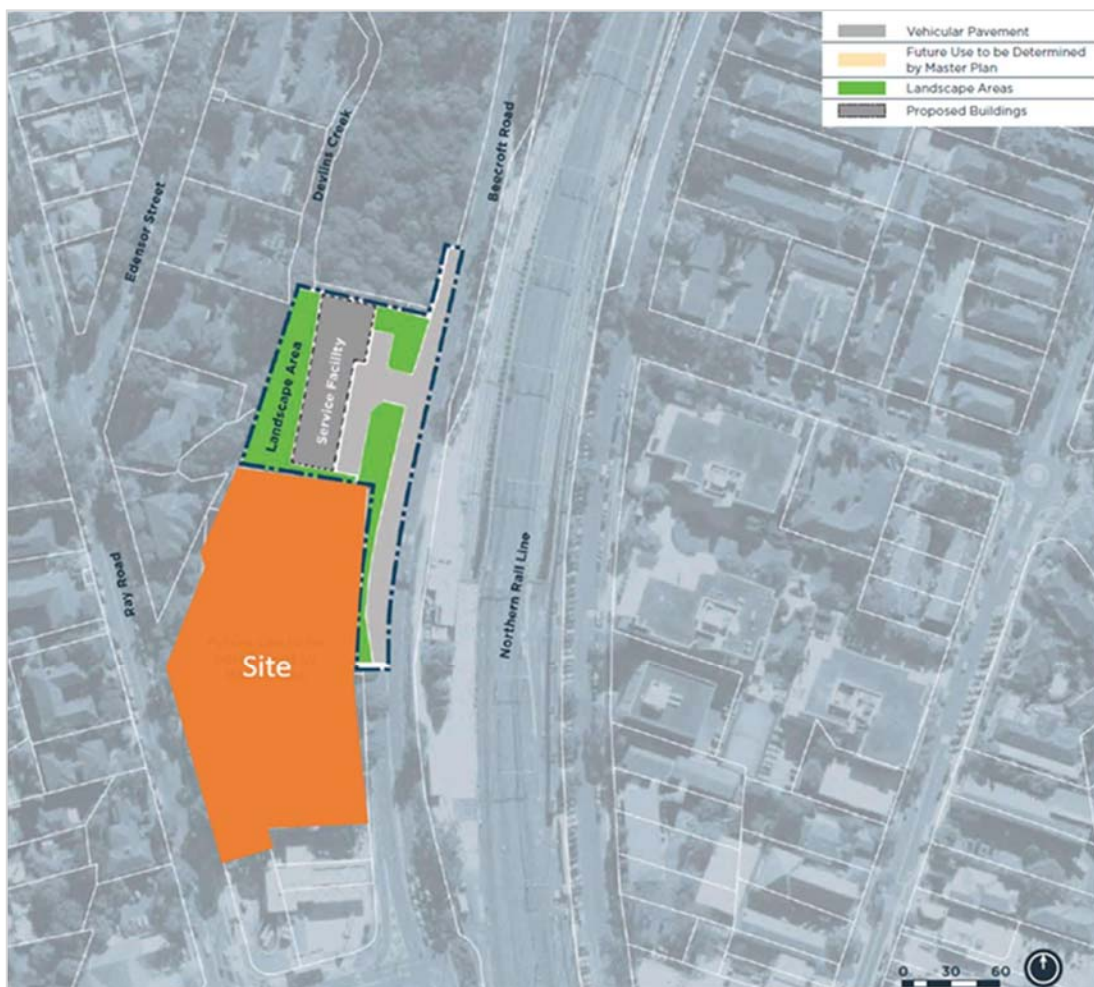 Vehicular Pavement
Future Use to be Determined
by Master Plan
Landscape Areas
Proposed Buildings
Devlins Creek
Beecroft Road
Edensor Street
Landscape Area
Service Facility
Ray Road
Northern Rail Line
Site
0 30 60